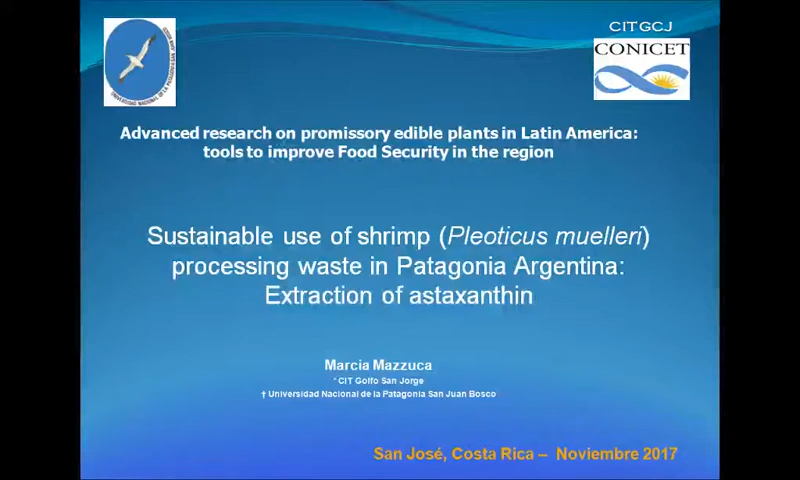 CITGCJ
CONICET
Advanced research on promissory edible plants in Latin America:
tools to improve Food Security in the region
Sustainable use of shrimp (Pleoticus muelleri)
processing waste in Patagonia Argentina:
Extraction of astaxanthin
Marcia Mazzuca
* CIT Golfo San Jorge
† Universidad Nacional de la Patagonia San Juan Bosco
San José, Costa Rica – Noviembre 2017